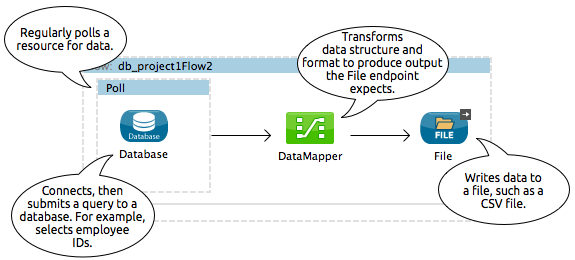 Regularly polls a
resource for data.
Transforms
data structure and
format to produce output
the File endpoint
expects.
db_project1Flow2
Poll
Database
Database
DataMapper
FILE
File
Connects, then
submits a query to a
database. For example,
selects employee
IDs.
Writes data to
a file, such as a
CSV file.